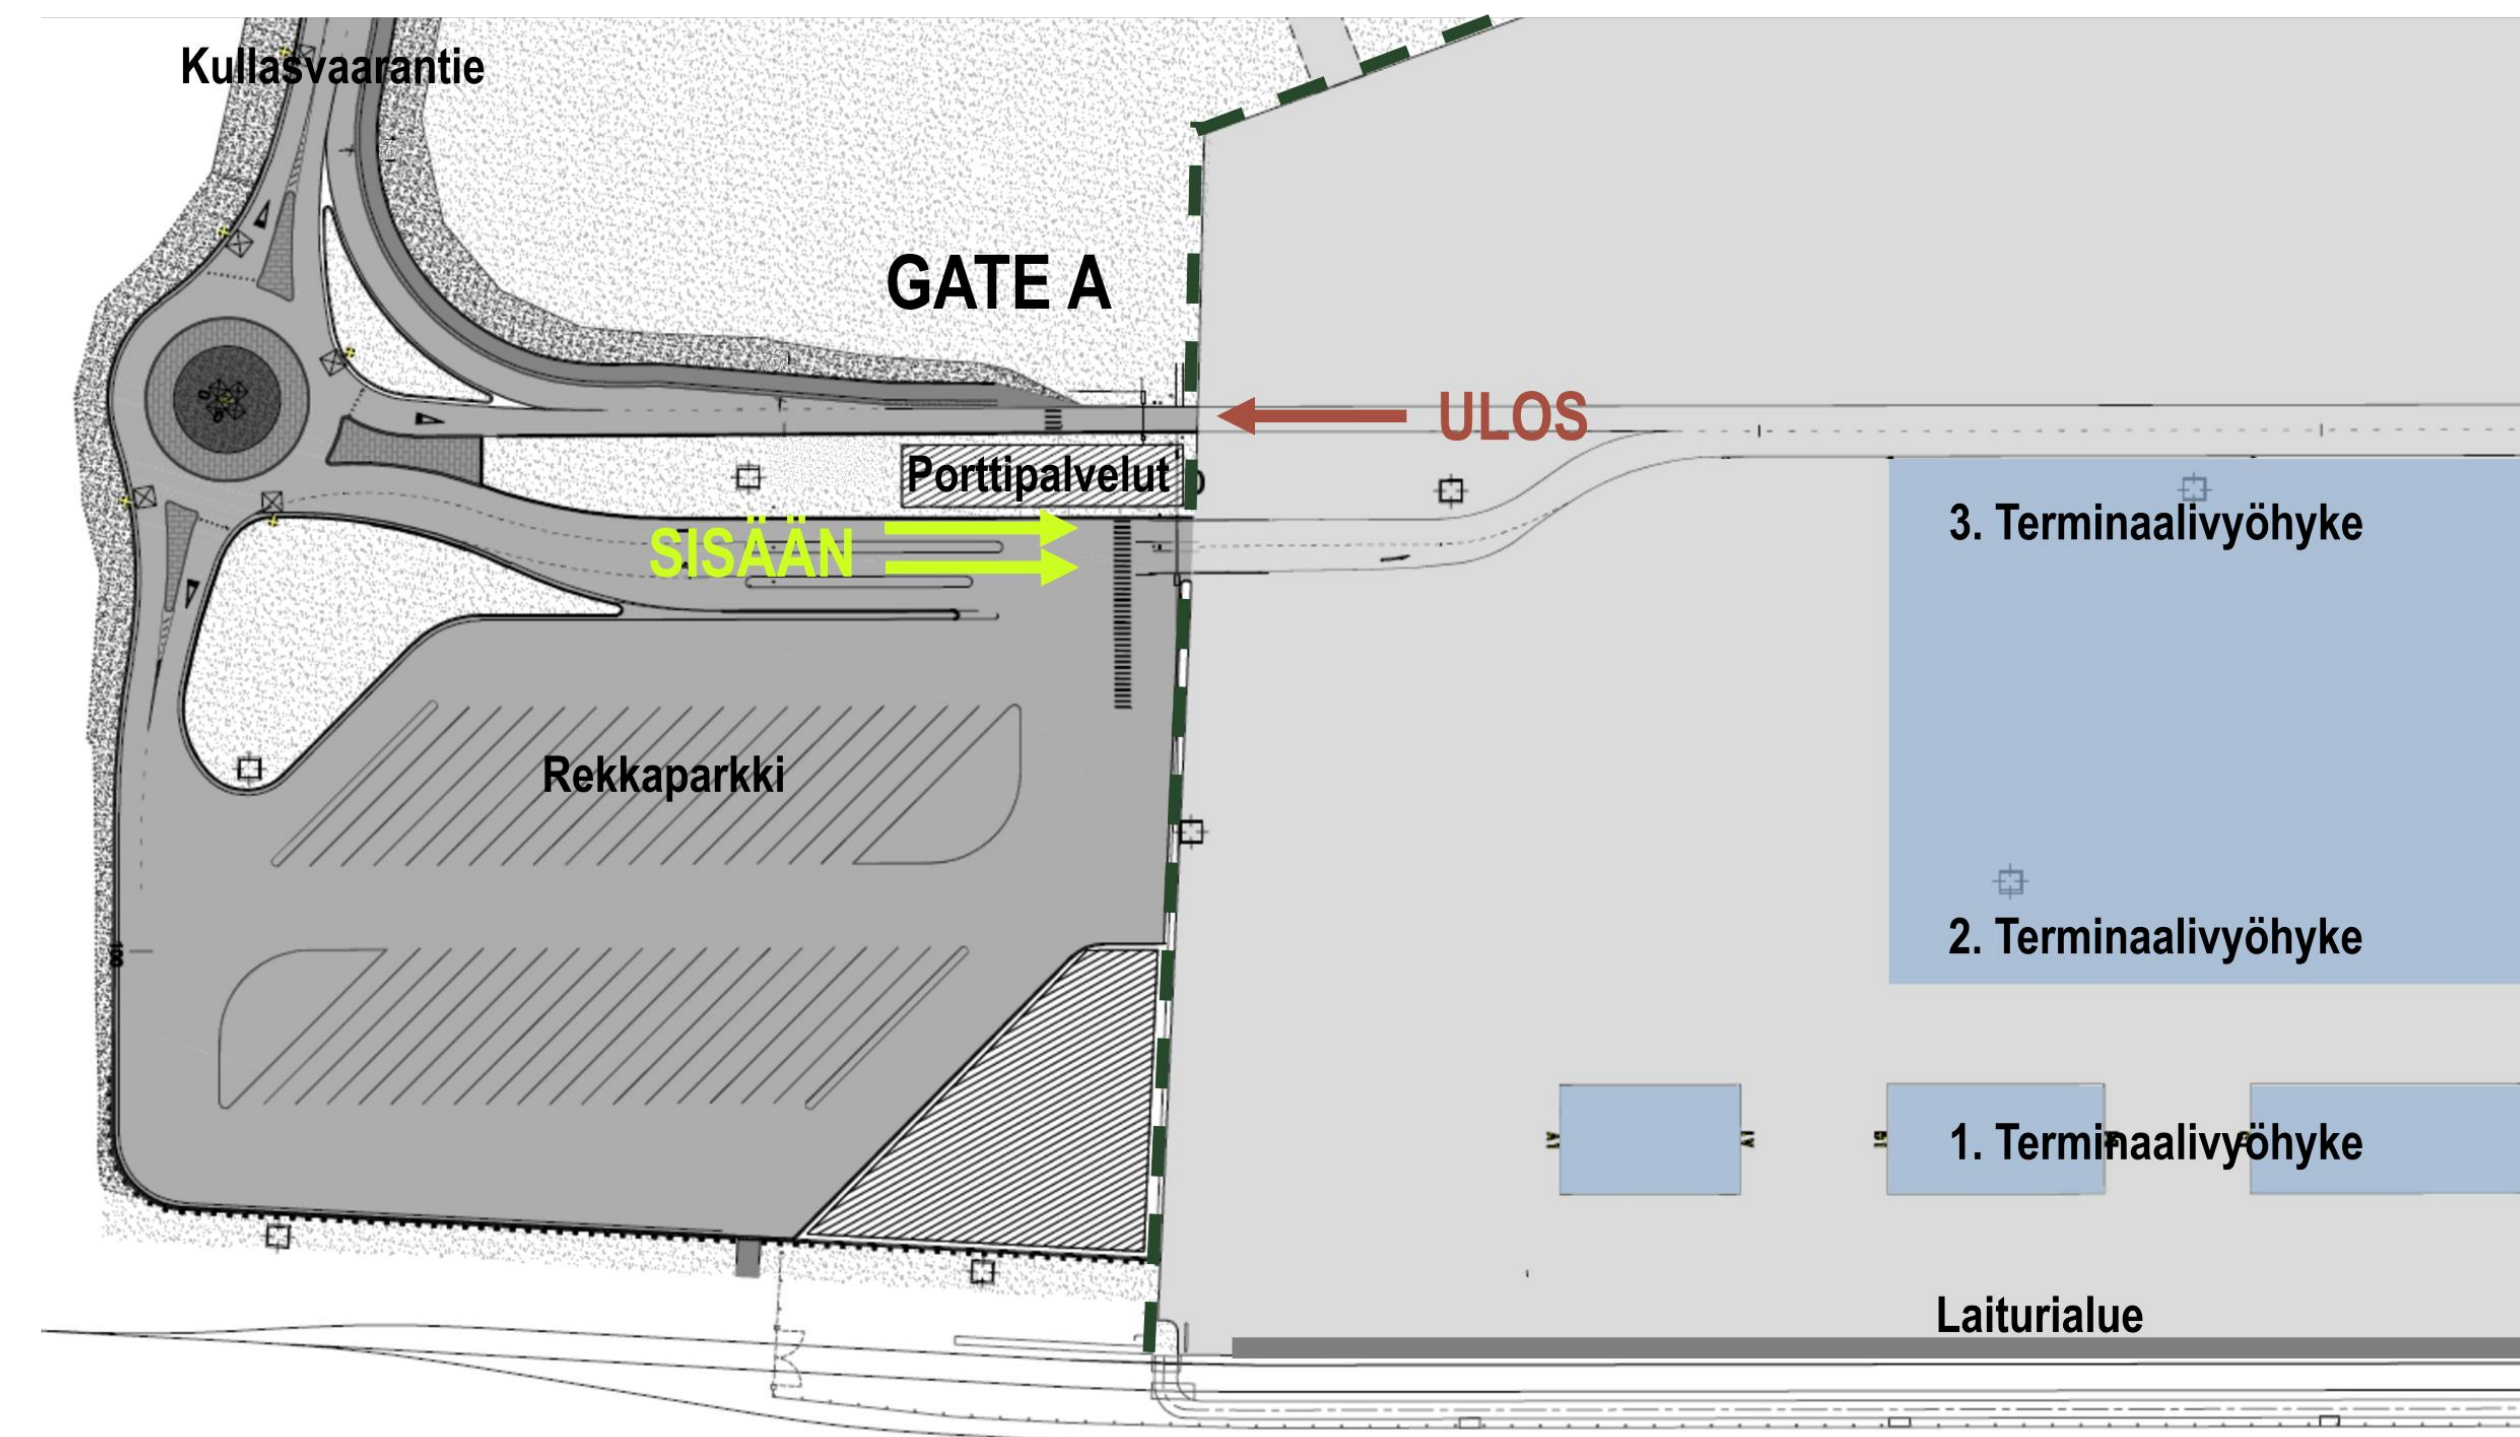 Kullasvaarantie
GATE A
ULOS
Porttipalvelut
SISÄÄN
3. Terminaalivyöhyke
Rekkaparkki
2. Terminaalivyöhyke
1. Terminaalivyöhyke
Laiturialue